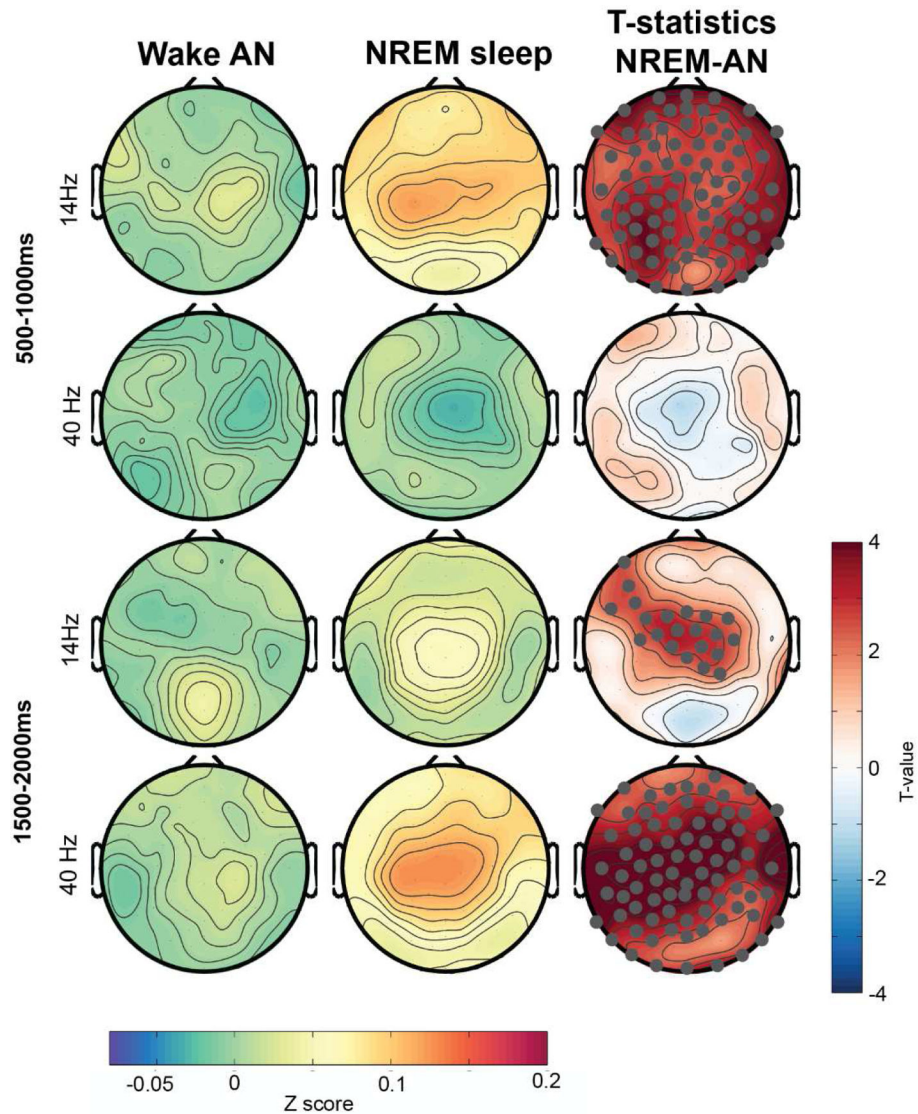 T-statistics
Wake AN NREM sleep NREM-AN
500-1000ms
14Hz
40 Hz
1500-2000ms
14Hz
40 Hz
4
2
0
-2
-4
T-value
-0.05 0 0.1 0.2
Z score